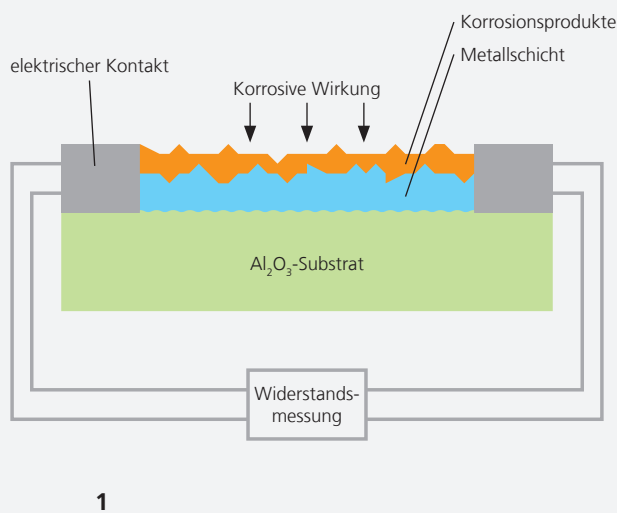 Korrosionsprodukte
Metallschicht
elektrischer Kontakt
Korrosive Wirkung
Al₂O₃-Substrat
Widerstands-
messung
1